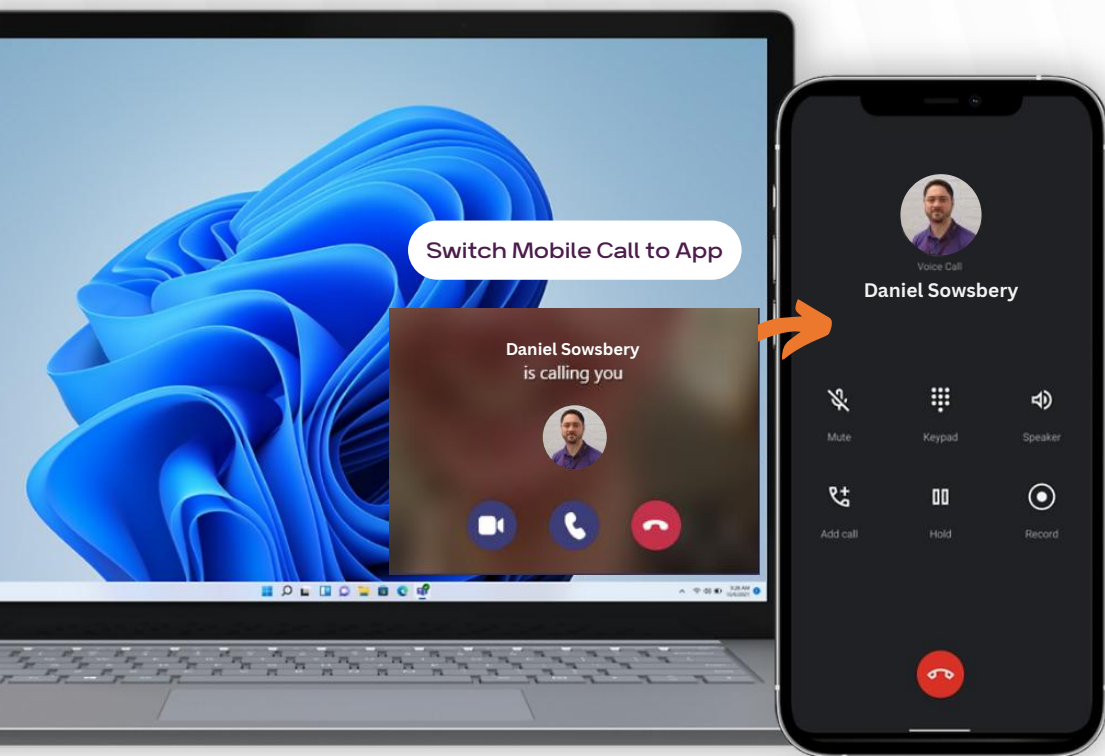 Switch Mobile Call to App
Daniel Sowsbery
is calling you
Voice Call
Daniel Sowsbery
Mute
Keypad
Speaker
Add call
Hold
Record